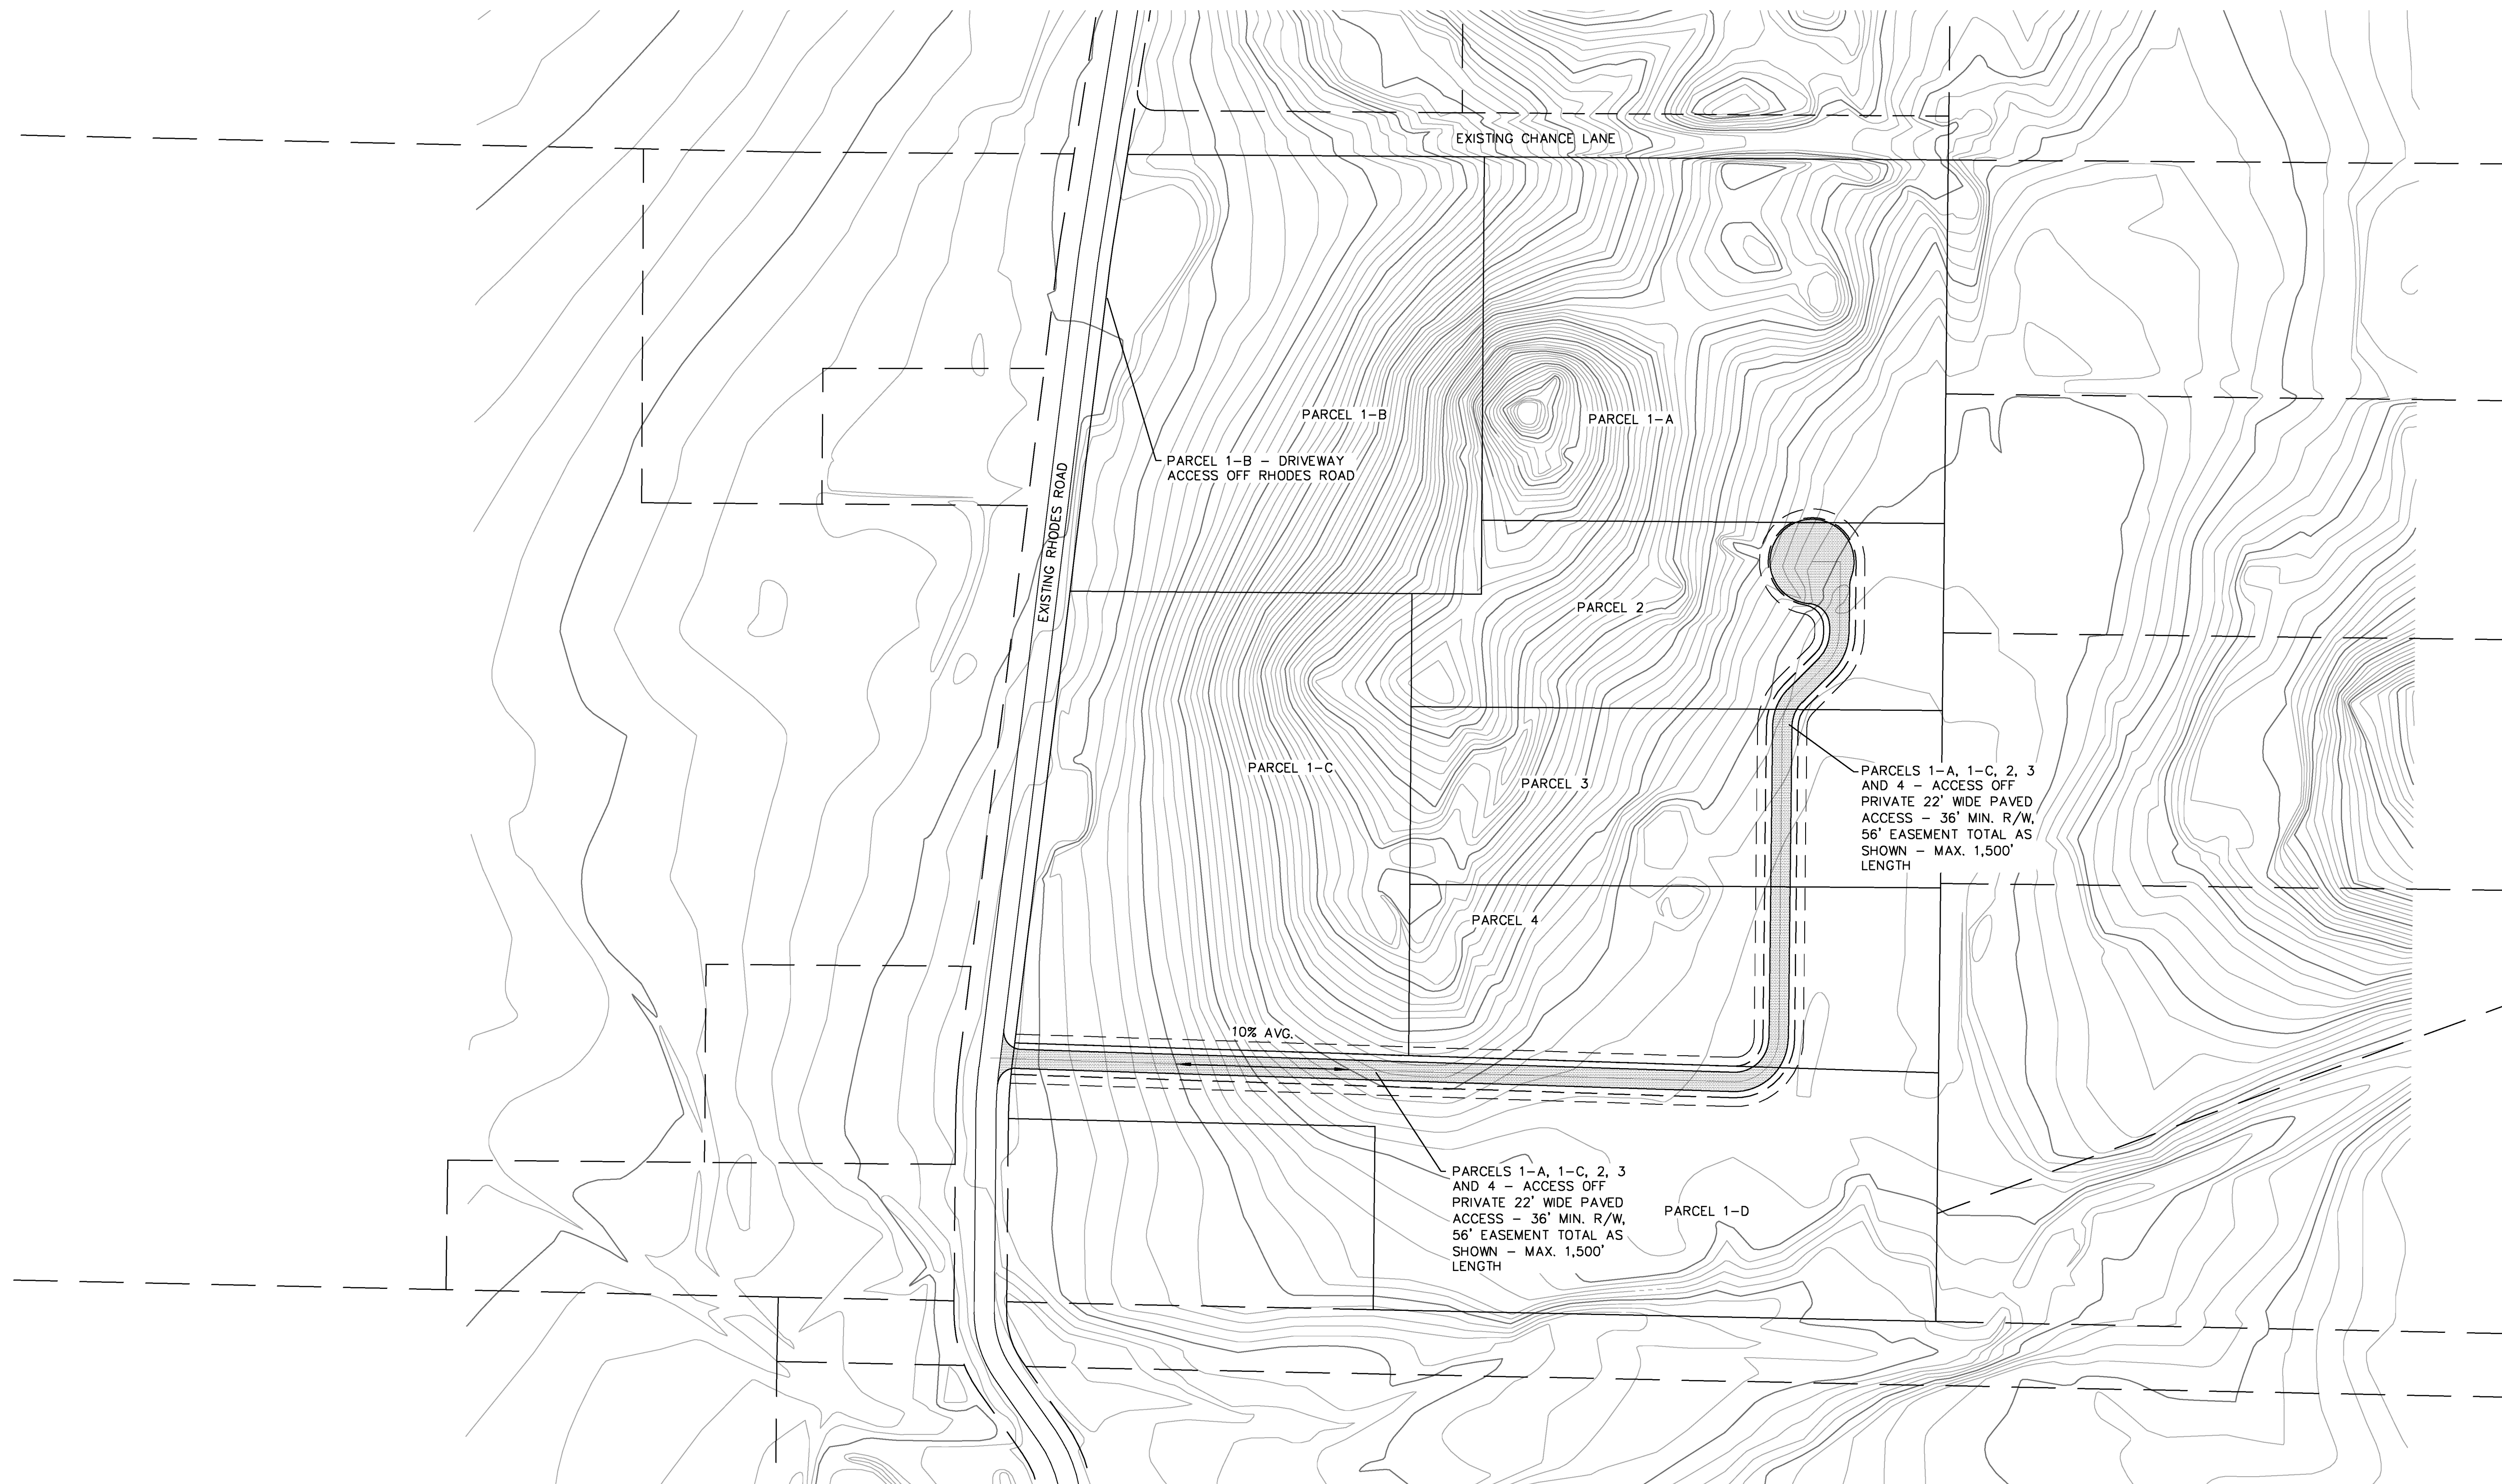 EXISTING CHANCE LANE
PARCEL 1-B
PARCEL 1-A
PARCEL 1-B - DRIVEWAY
ACCESS OFF RHODES ROAD
EXISTING RHODES ROAD
PARCEL 2
PARCEL 1-C
PARCEL 3
PARCELS 1-A, 1-C, 2, 3
AND 4 - ACCESS OFF
PRIVATE 22' WIDE PAVED
ACCESS - 36' MIN. R/W,
56' EASEMENT TOTAL AS
SHOWN - MAX. 1,500'
LENGTH
PARCEL 4
10% AVG.
PARCELS 1-A, 1-C, 2, 3
AND 4 - ACCESS OFF
PRIVATE 22' WIDE PAVED
ACCESS - 36' MIN. R/W,
56' EASEMENT TOTAL AS
SHOWN - MAX. 1,500'
LENGTH
PARCEL 1-D